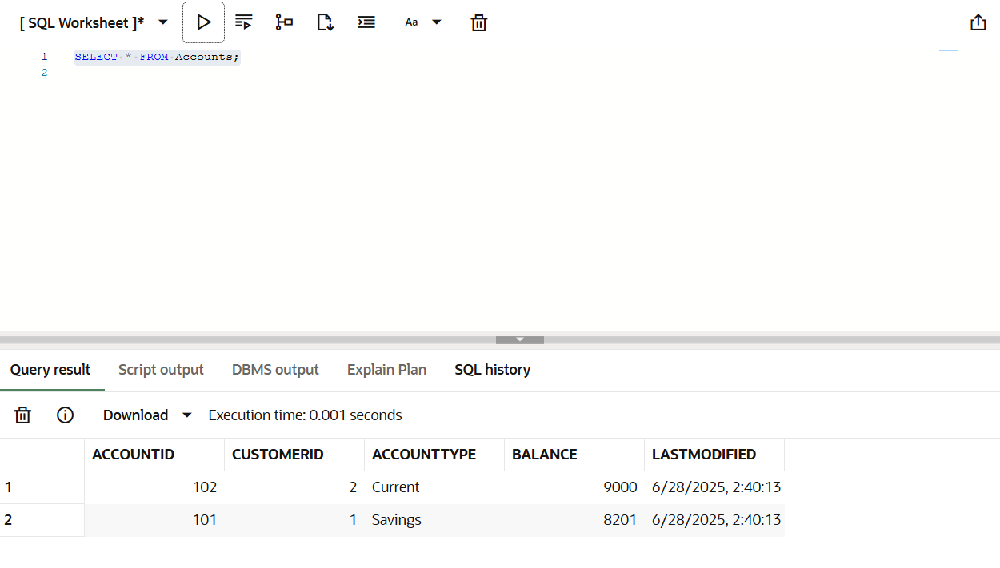 [ SQL Worksheet ]*
Aa
1 SELECT * FROM Accounts;
2
Query result Script output DBMS output Explain Plan SQL history
Download Execution time: 0.001 seconds
ACCOUNTID CUSTOMERID ACCOUNTTYPE BALANCE LASTMODIFIED
1 102 2 Current 9000 6/28/2025, 2:40:13
2 101 1 Savings 8201 6/28/2025, 2:40:13